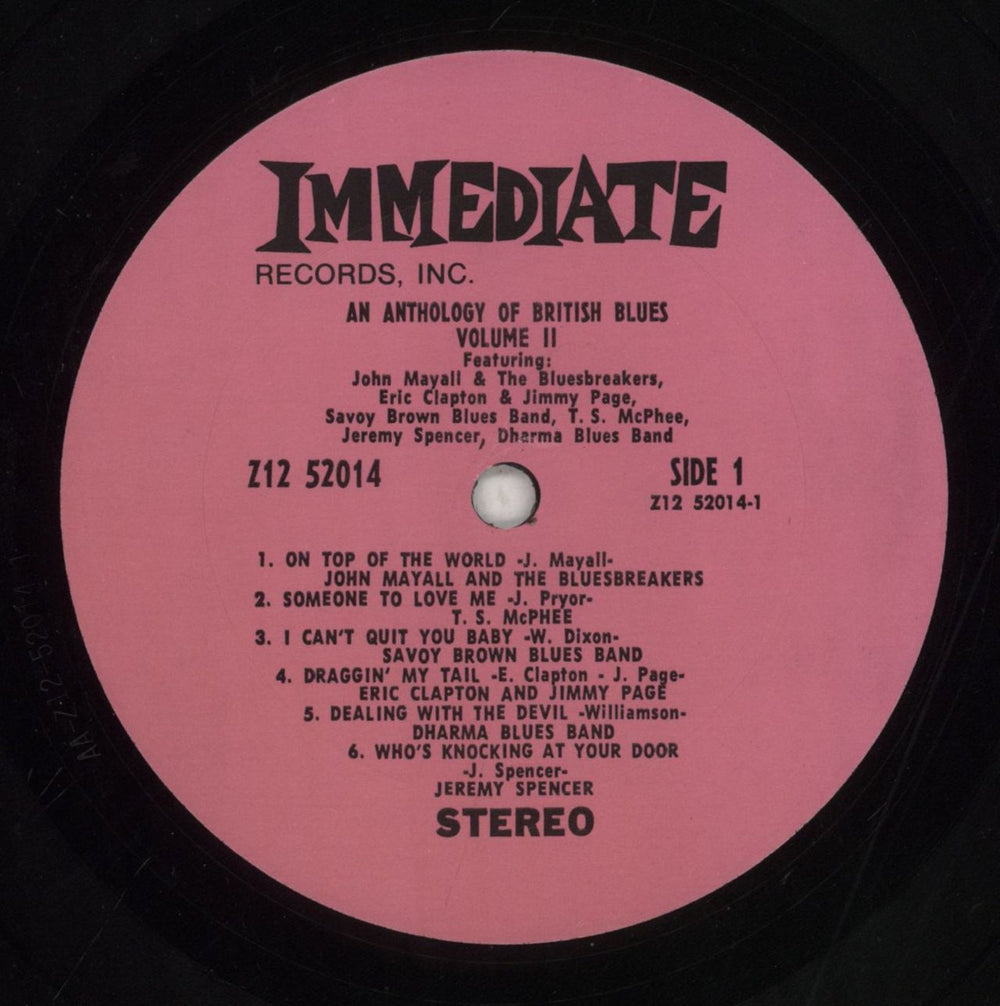 IMMEDIATE
RECORDS, INC.
AN ANTHOLOGY OF BRITISH BLUES
VOLUME II
Featuring:
John Mayall & The Bluesbreakers,
Eric Clapton & Jimmy Page,
Savoy Brown Blues Band, T. S. McPhee,
Jeremy Spencer, Dharma Blues Band
Z12 52014
SIDE 1
Z12 52014-1
1. ON TOP OF THE WORLD -J. Mayall-
JOHN MAYALL AND THE BLUESBREAKERS
2. SOMEONE TO LOVE ME -J. Pryor-
T. S. McPHEE
3. I CAN'T QUIT YOU BABY -W. Dixon-
SAVOY BROWN BLUES BAND
4. DRAGGIN' MY TAIL -E. Clapton - J. Page-
ERIC CLAPTON AND JIMMY PAGE
5. DEALING WITH THE DEVIL -Williamson-
DHARMA BLUES BAND
6. WHO'S KNOCKING AT YOUR DOOR
-J. Spencer-
JEREMY SPENCER
STEREO